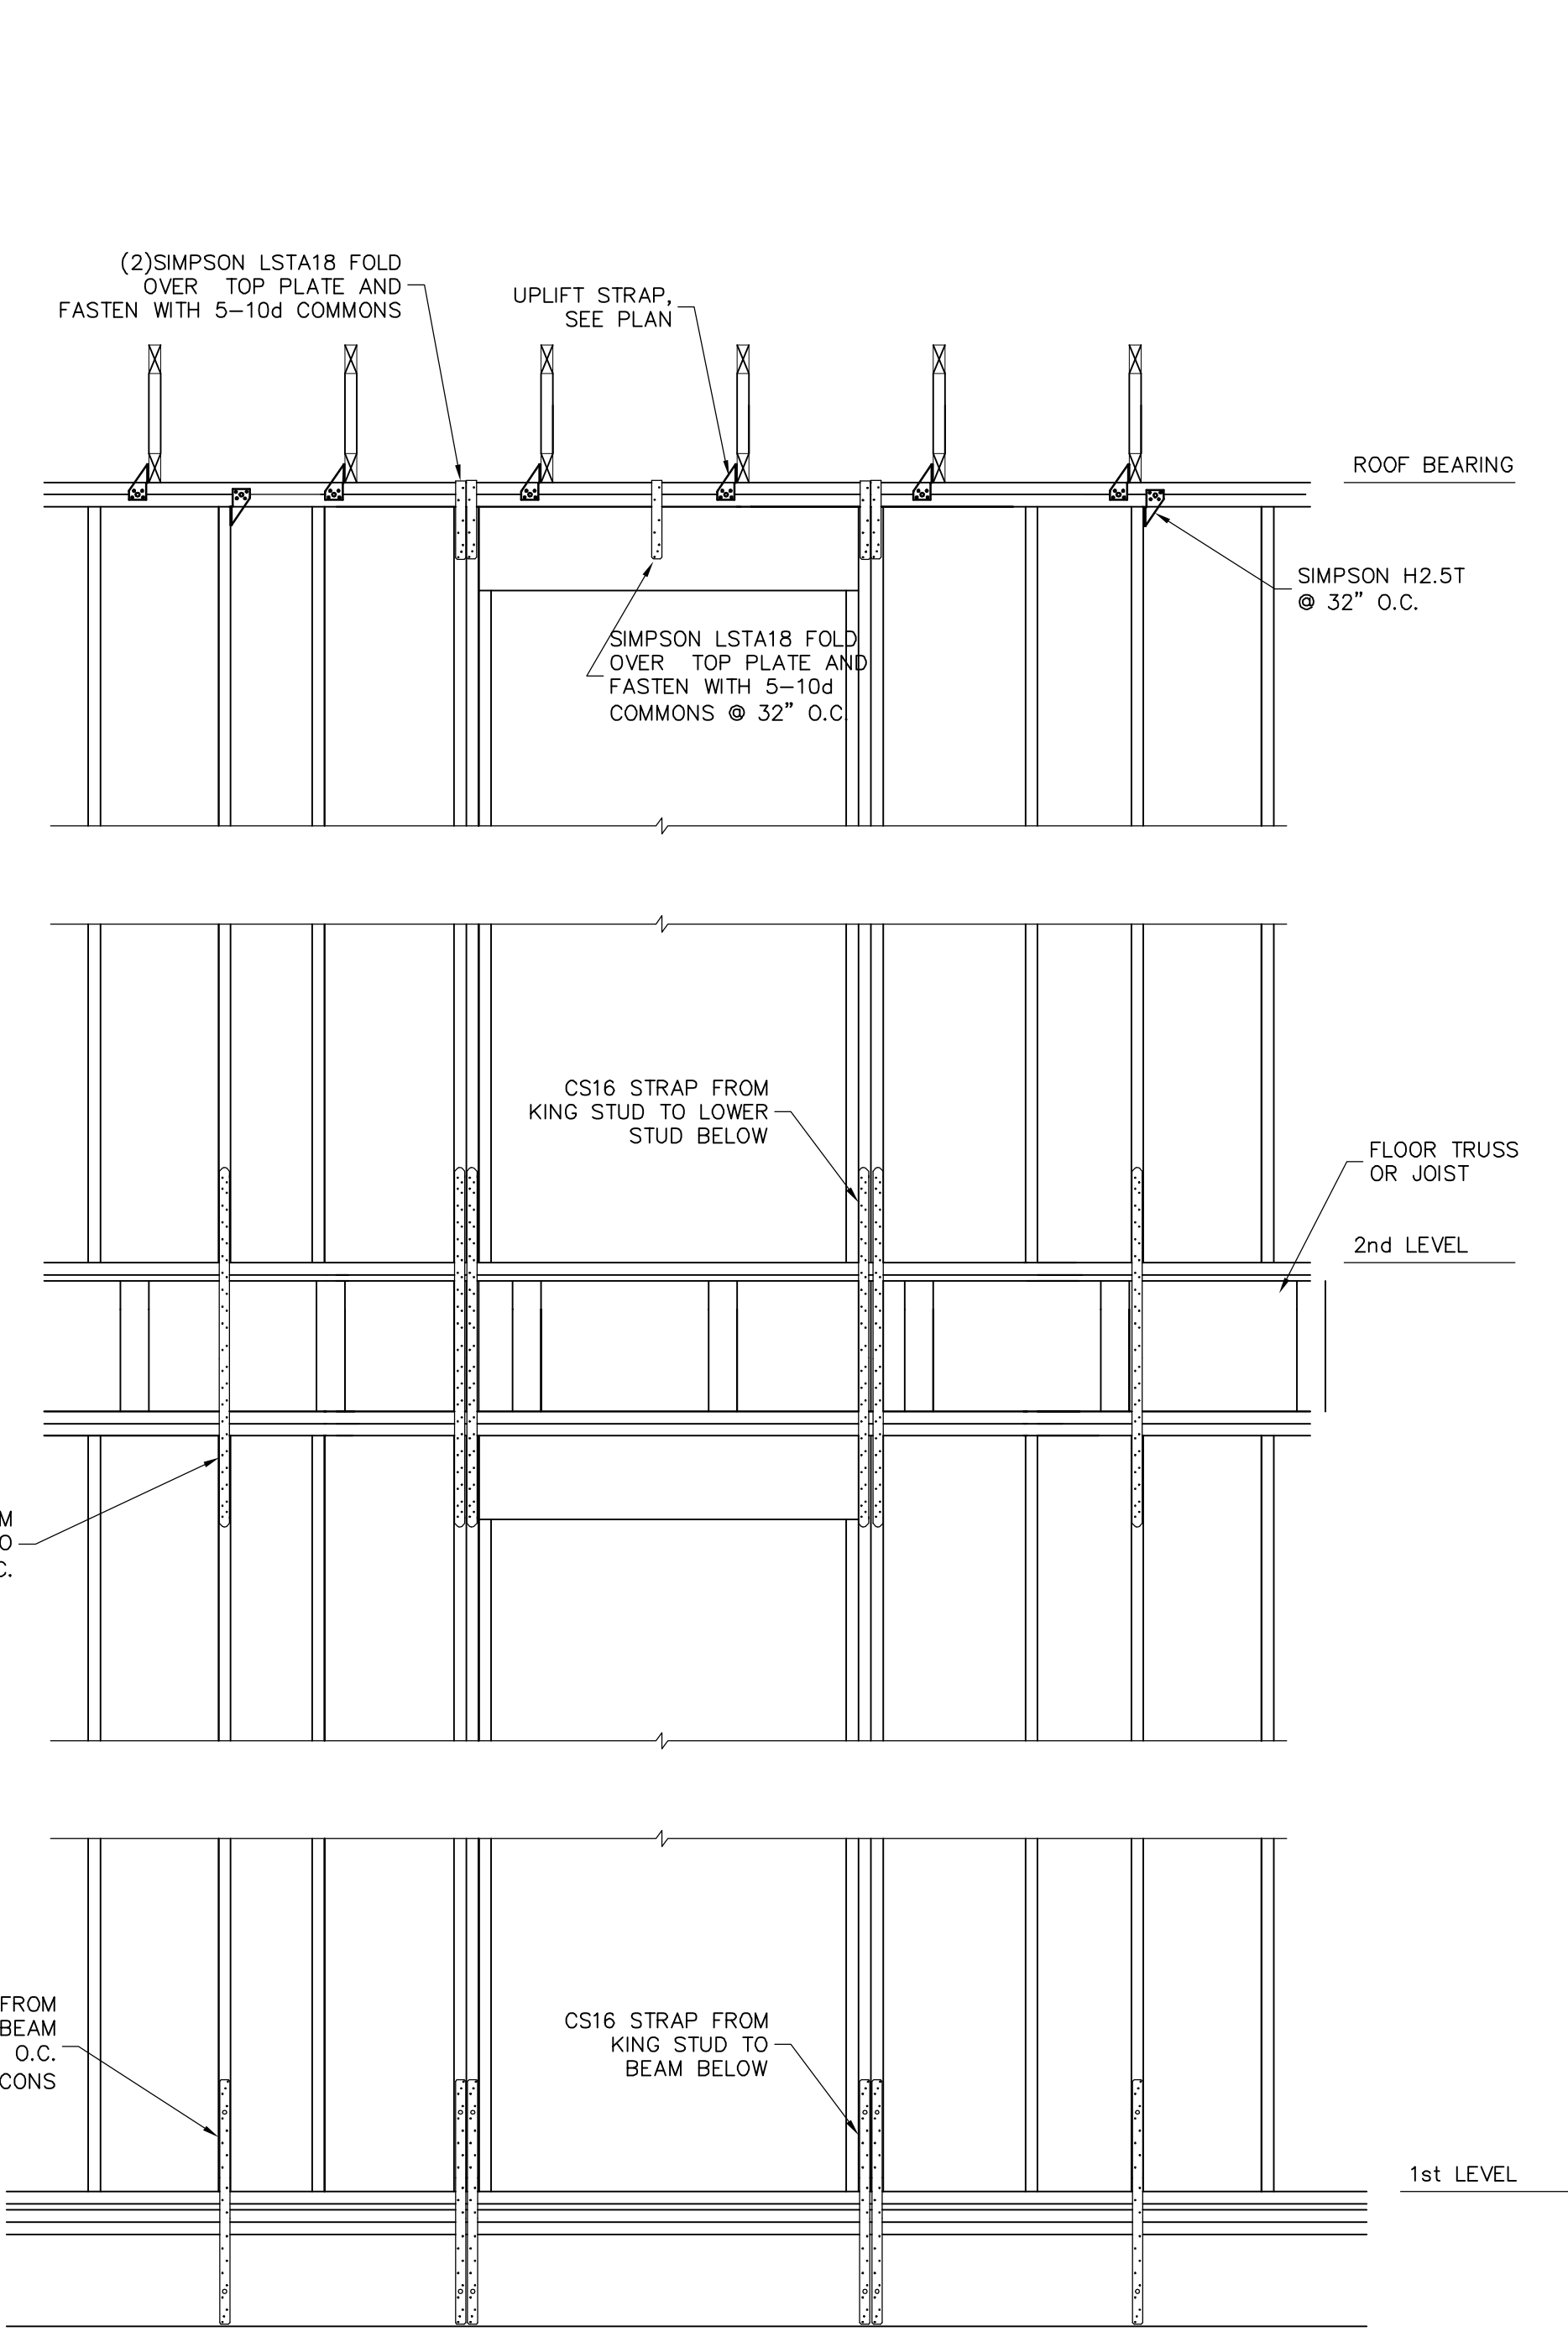 (2)SIMPSON LSTA18 FOLD
OVER TOP PLATE AND
FASTEN WITH 5-10d COMMONS
UPLIFT STRAP,
SEE PLAN
ROOF BEARING
SIMPSON H2.5T
@ 32" O.C.
SIMPSON LSTA18 FOLD
OVER TOP PLATE AND
FASTEN WITH 5-10d
COMMONS @ 32" O.C.
CS16 STRAP FROM
KING STUD TO LOWER
STUD BELOW
FLOOR TRUSS
OR JOIST
2nd LEVEL
M
O
C.
FROM
BEAM
O.C.
CONS
CS16 STRAP FROM
KING STUD TO
BEAM BELOW
1st LEVEL